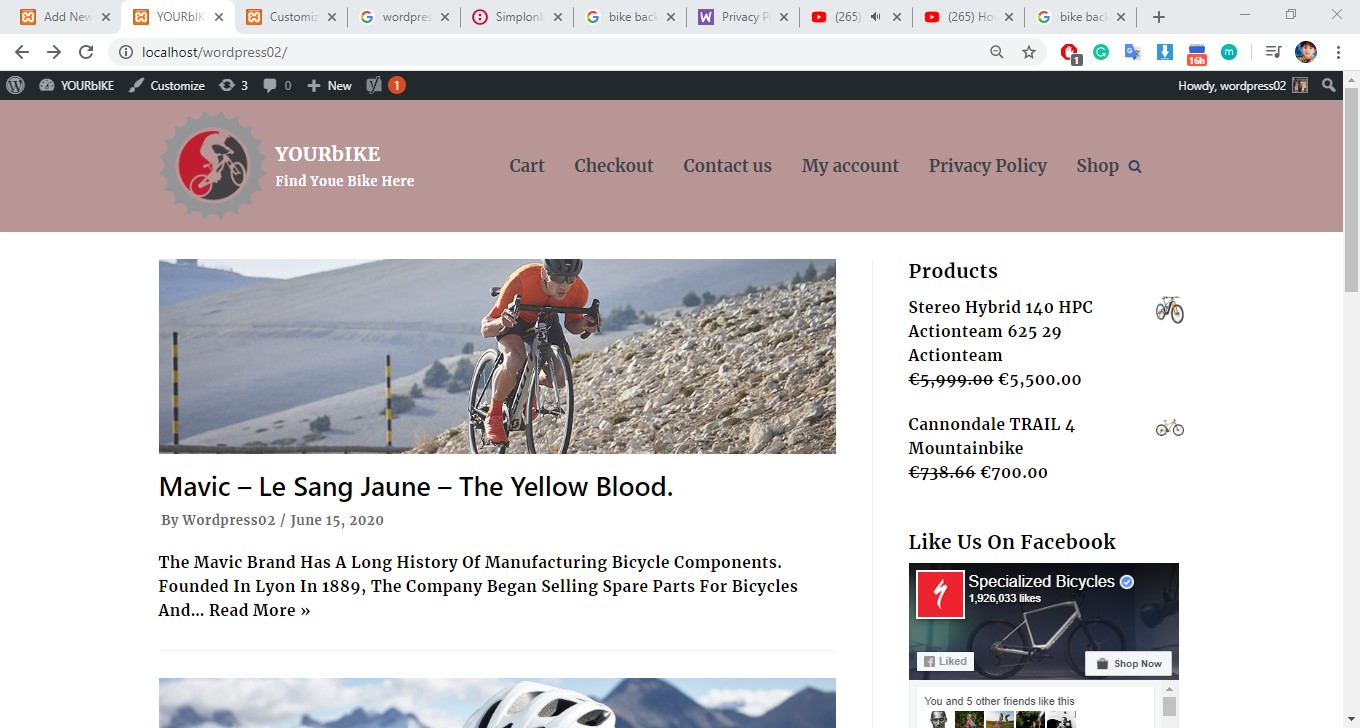 Add New
YOURbIK
Customiz
wordpres
Simplonl
bike back
Privacy P
(265)
(265) Ho
bike back
localhost/wordpress02/
1
16h
m
YOURbIKE
Customize
3
0
New
1
Howdy, wordpress02
YOURbIKE
Find Youe Bike Here
Cart
Checkout
Contact us
My account
Privacy Policy
Shop
Mavic – Le Sang Jaune – The Yellow Blood.
By Wordpress02 / June 15, 2020
The Mavic Brand Has A Long History Of Manufacturing Bicycle Components.
Founded In Lyon In 1889, The Company Began Selling Spare Parts For Bicycles
And… Read More »
Products
Stereo Hybrid 140 HPC
Actionteam 625 29
Actionteam
€5,999.00 €5,500.00
Cannondale TRAIL 4
Mountainbike
€738.66 €700.00
Like Us On Facebook
Specialized Bicycles
1,926,033 likes
Liked
Shop Now
You and 5 other friends like this